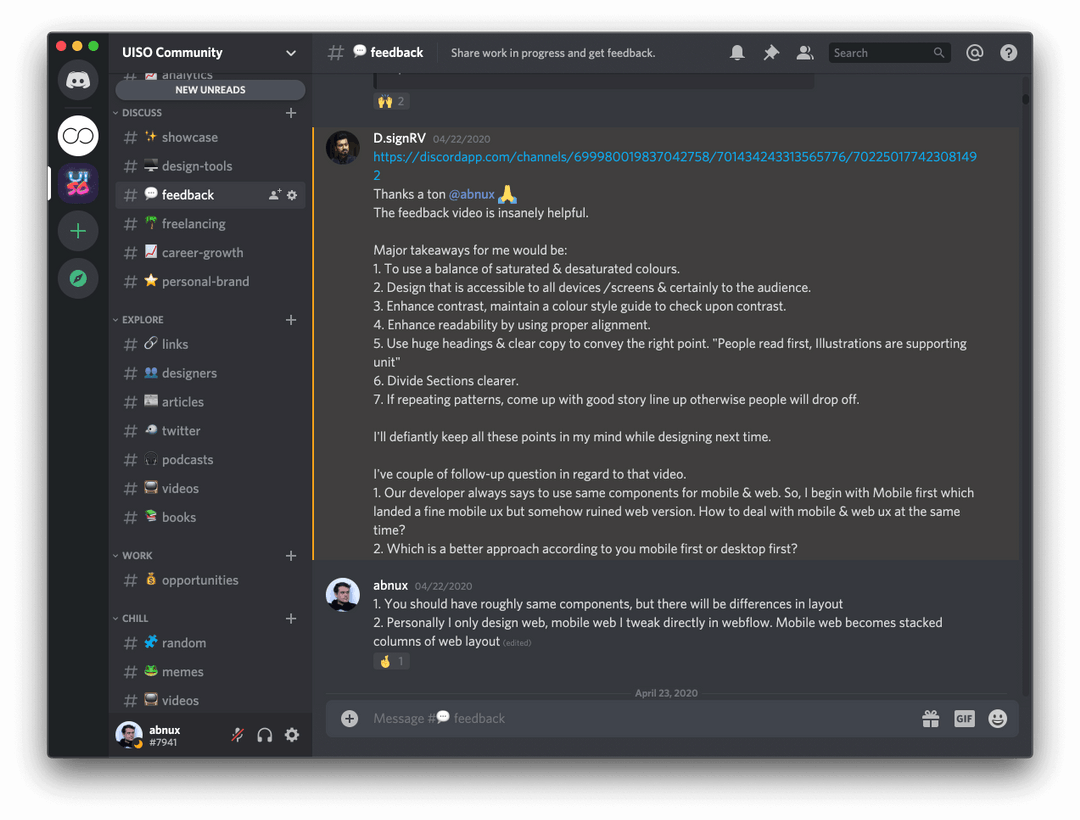 UISO Community
# feedback
Share work in progress and get feedback.
Search
analytics
NEW UNREADS
DISCUSS
# showcase
# design-tools
# feedback
# freelancing
# career-growth
# personal-brand
EXPLORE
# links
# designers
# articles
# twitter
# podcasts
# videos
# books
WORK
# opportunities
CHILL
# random
# memes
# videos
abnux
#7941
UI
SO
2
D.signRV 04/22/2020
https://discordapp.com/channels/699980019837042758/701434243313565776/70225017742308149
2
Thanks a ton @abnux
The feedback video is insanely helpful.
Major takeaways for me would be:
1. To use a balance of saturated & desaturated colours.
2. Design that is accessible to all devices /screens & certainly to the audience.
3. Enhance contrast, maintain a colour style guide to check upon contrast.
4. Enhance readability by using proper alignment.
5. Use huge headings & clear copy to convey the right point. "People read first, Illustrations are supporting
unit"
6. Divide Sections clearer.
7. If repeating patterns, come up with good story line up otherwise people will drop off.
I'll defiantly keep all these points in my mind while designing next time.
I've couple of follow-up question in regard to that video.
1. Our developer always says to use same components for mobile & web. So, I begin with Mobile first which
landed a fine mobile ux but somehow ruined web version. How to deal with mobile & web ux at the same
time?
2. Which is a better approach according to you mobile first or desktop first?
abnux 04/22/2020
1. You should have roughly same components, but there will be differences in layout
2. Personally I only design web, mobile web I tweak directly in webflow. Mobile web becomes stacked
columns of web layout (edited)
1
April 23, 2020
Message # feedback
GIF